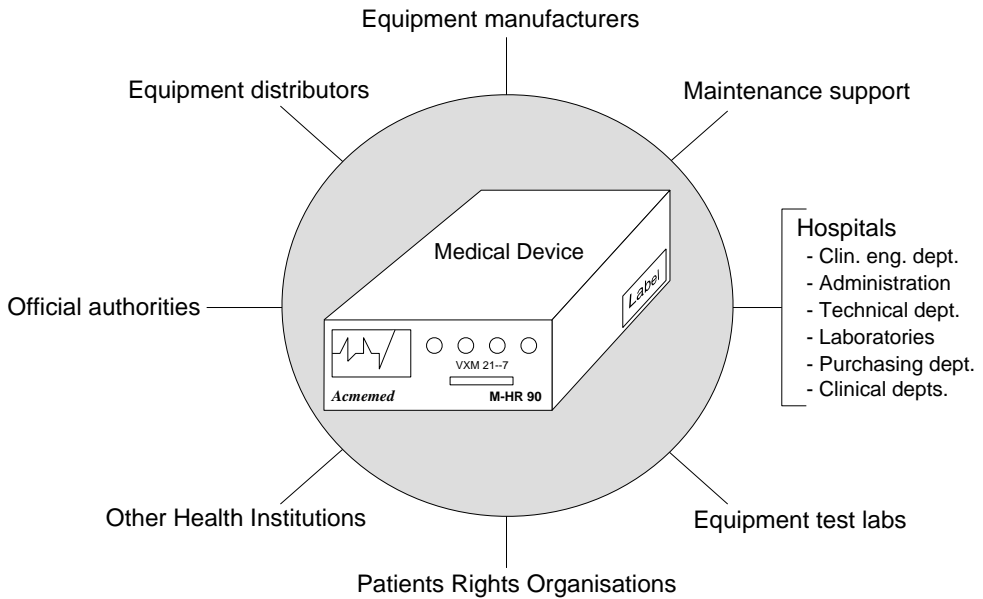 Equipment manufacturers
Equipment distributors
Maintenance support
Medical Device
Label
Hospitals
- Clin. eng. dept.
- Administration
- Technical dept.
- Laboratories
- Purchasing dept.
- Clinical depts.
Official authorities
VXM 21--7
Acmemed
M-HR 90
Other Health Institutions
Equipment test labs
Patients Rights Organisations